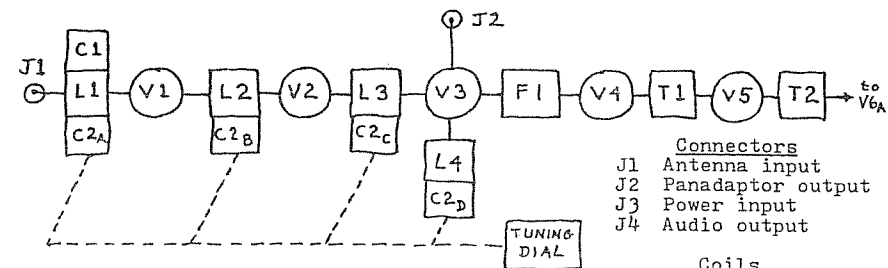 J2
C1
J1
L1
V1
L2
V2
L3
V3
F1
V4
T1
V5
T2
to
V6A
C2A
C2B
C2C
L4
C2D
TUNING
DIAL
Connectors
J1 Antenna input
J2 Panadaptor output
J3 Power input
J4 Audio output
Coils